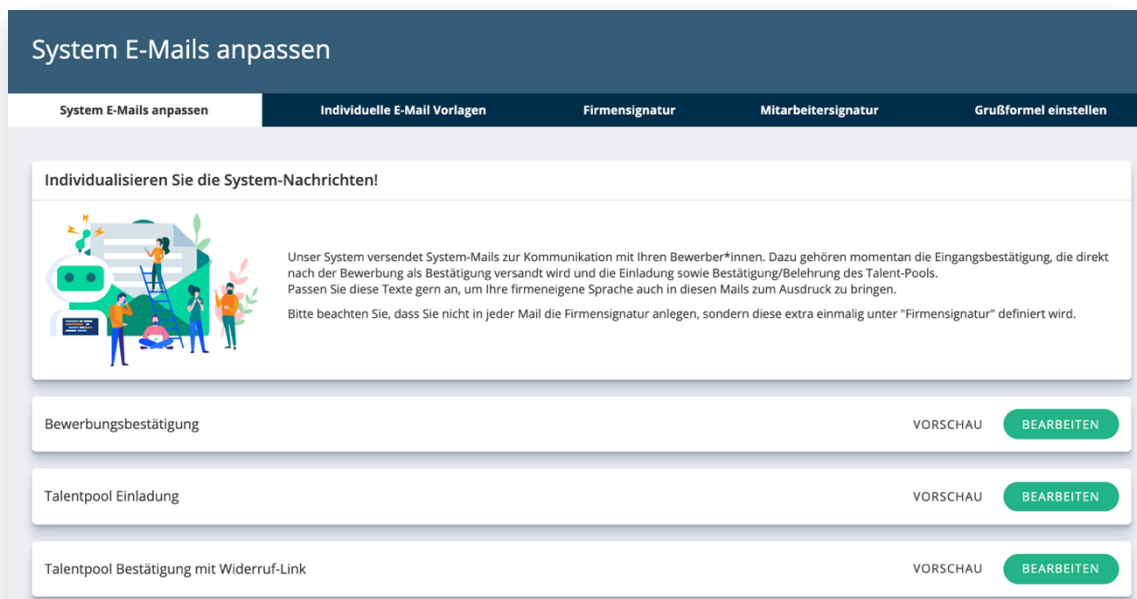 System E-Mails anpassen
System E-Mails anpassen
Individuelle E-Mail Vorlagen
Firmensignatur
Mitarbeitersignatur
Grußformel einstellen
Individualisieren Sie die System-Nachrichten!
Unser System versendet System-Mails zur Kommunikation mit Ihren Bewerber*innen. Dazu gehören momentan die Eingangsbestätigung, die direkt
nach der Bewerbung als Bestätigung versandt wird und die Einladung sowie Bestätigung/Belehrung des Talent-Pools.
Passen Sie diese Texte gern an, um Ihre firmeneigene Sprache auch in diesen Mails zum Ausdruck zu bringen.
Bitte beachten Sie, dass Sie nicht in jeder Mail die Firmensignatur anlegen, sondern diese extra einmalig unter "Firmensignatur" definiert wird.
Bewerbungsbestätigung
VORSCHAU
BEARBEITEN
Talentpool Einladung
VORSCHAU
BEARBEITEN
Talentpool Bestätigung mit Widerruf-Link
VORSCHAU
BEARBEITEN